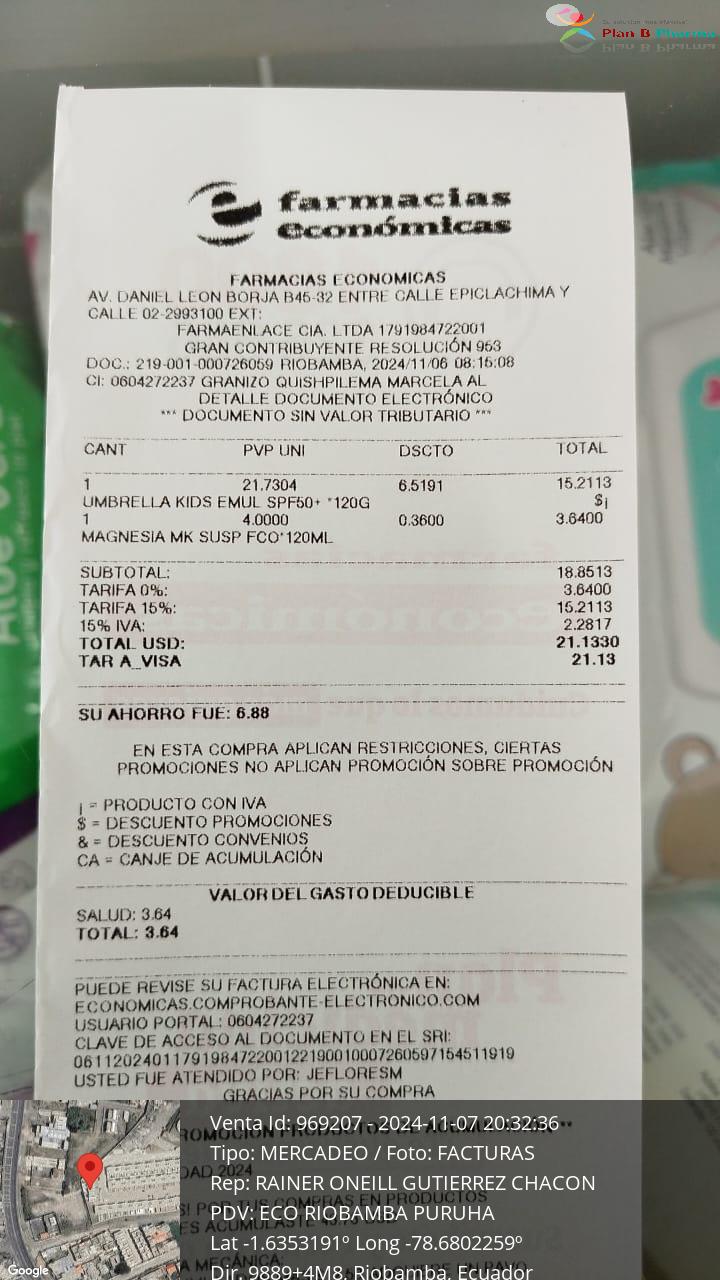 Plan B Pharma
farmacias
económicas
FARMACIAS ECONOMICAS
AV. DANIEL LEON BORJA B45-32 ENTRE CALLE EPICLACHIMA Y
CALLE 02-2993100 EXT:
FARMAENLACE CIA. LTDA 1791984722001
GRAN CONTRIBUYENTE RESOLUCIÓN 953
DOC.: 219-001-000726059 RIOBAMBA, 2024/11/06 08:15:08
CI: 0604272237 GRANIZO QUISHPILEMA MARCELA AL
DETALLE DOCUMENTO ELECTRÓNICO
*** DOCUMENTO SIN VALOR TRIBUTARIO ***
CANT PVP UNI DSCTO TOTAL
1 21.7304 6.5191 15.2113
UMBRELLA KIDS EMUL SPF50+ *120G $¡
1 4.0000 0.3600 3.6400
MAGNESIA MK SUSP FCO*120ML
SUBTOTAL: 18.8513
TARIFA 0%: 3.6400
TARIFA 15%: 15.2113
15% IVA: 2.2817
TOTAL USD: 21.1330
TAR A_VISA 21.13
SU AHORRO FUE: 6.88
EN ESTA COMPRA APLICAN RESTRICCIONES, CIERTAS
PROMOCIONES NO APLICAN PROMOCIÓN SOBRE PROMOCIÓN
¡ = PRODUCTO CON IVA
$ = DESCUENTO PROMOCIONES
& = DESCUENTO CONVENIOS
CA = CANJE DE ACUMULACIÓN
VALOR DEL GASTO DEDUCIBLE
SALUD: 3.64
TOTAL: 3.64
PUEDE REVISE SU FACTURA ELECTRÓNICA EN:
ECONOMICAS.COMPROBANTE-ELECTRONICO.COM
USUARIO PORTAL: 0604272237
CLAVE DE ACCESO AL DOCUMENTO EN EL SRI:
0611202401179198472200122190010007260597154511919
USTED FUE ATENDIDO POR: JEFLORESM
GRACIAS POR SU COMPRA
Venta Id: 969207 - 2024-11-07 20:32:36
Tipo: MERCADEO / Foto: FACTURAS
Rep: RAINER ONEILL GUTIERREZ CHACON
PDV: ECO RIOBAMBA PURUHA
Lat -1.6353191º Long -78.6802259º
Dir. 9889+4M8, Riobamba, Ecuador
Google